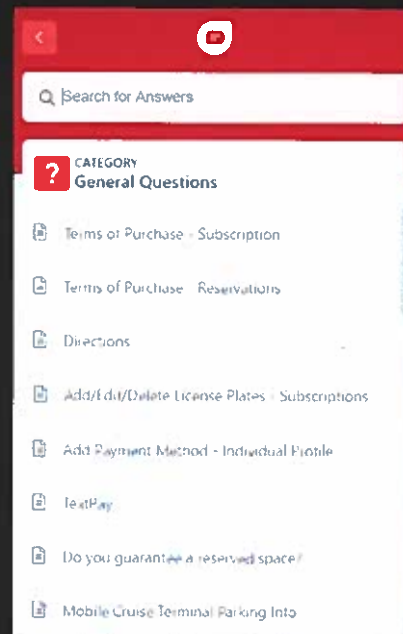 Search for Answers
CATEGORY
General Questions
Terms of Purchase - Subscription
Terms of Purchase - Reservations
Directions
Add/Edit/Delete License Plates - Subscriptions
Add Payment Method - Individual Profile
TextPay
Do you guarantee a reserved space?
Mobile Cruise Terminal Parking Info